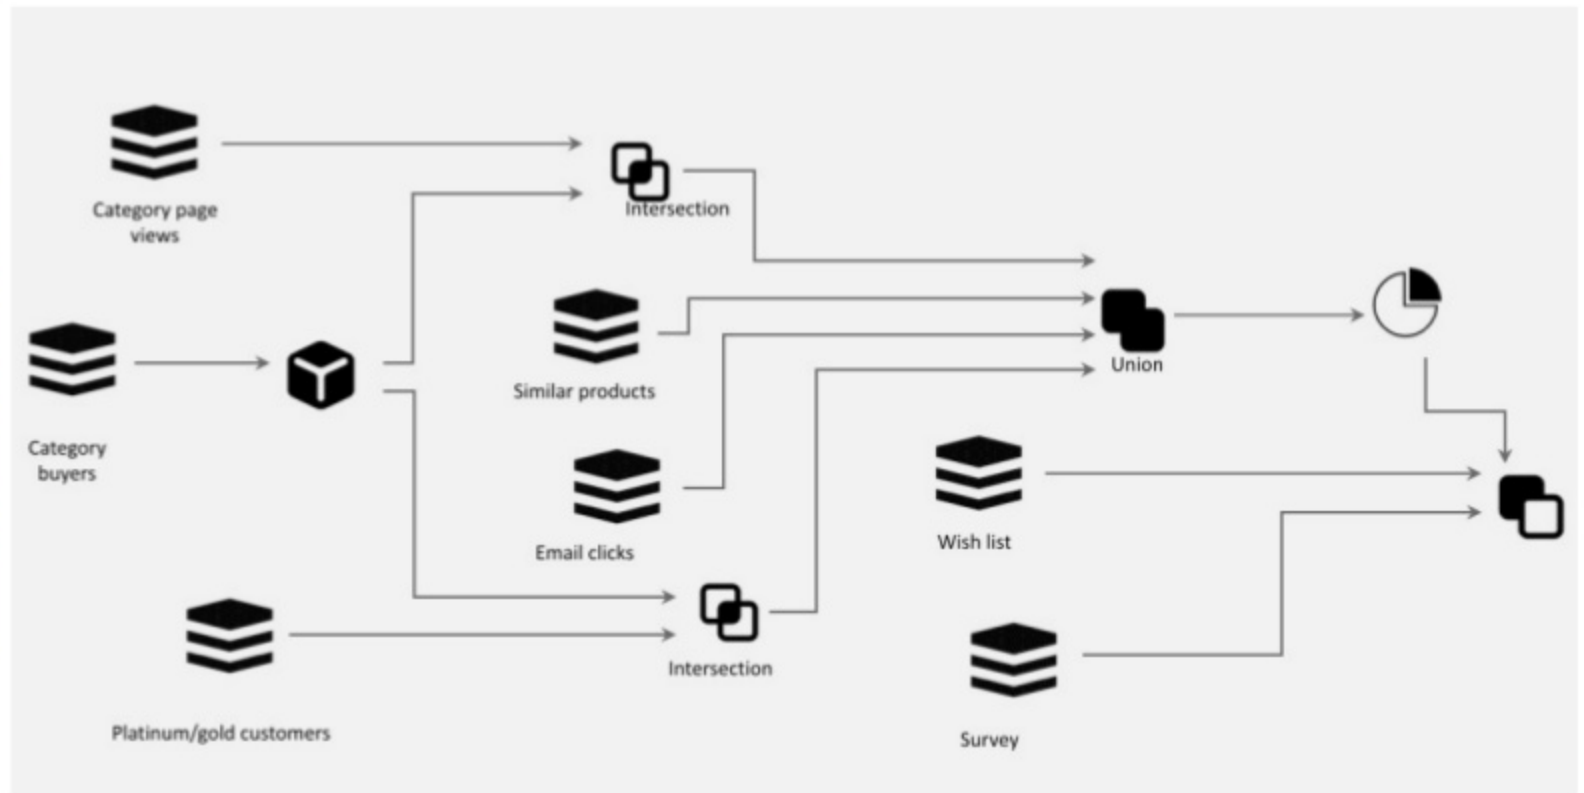 Category page
views
Intersection
Similar products
Union
Category
buyers
Email clicks
Wish list
Intersection
Platinum/gold customers
Survey